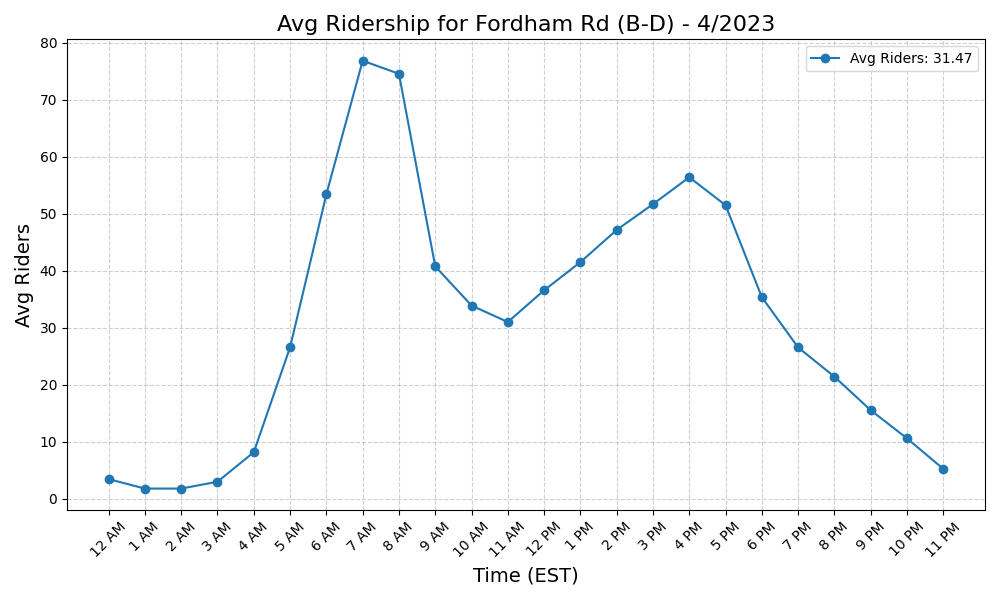 Avg Ridership for Fordham Rd (B-D) - 4/2023
Avg Riders: 31.47
Avg Riders
80
70
60
50
40
30
20
10
0
12 AM
1 AM
2 AM
3 AM
4 AM
5 AM
6 AM
7 AM
8 AM
9 AM
10 AM
11 AM
12 PM
1 PM
2 PM
3 PM
4 PM
5 PM
6 PM
7 PM
8 PM
9 PM
10 PM
11 PM
Time (EST)